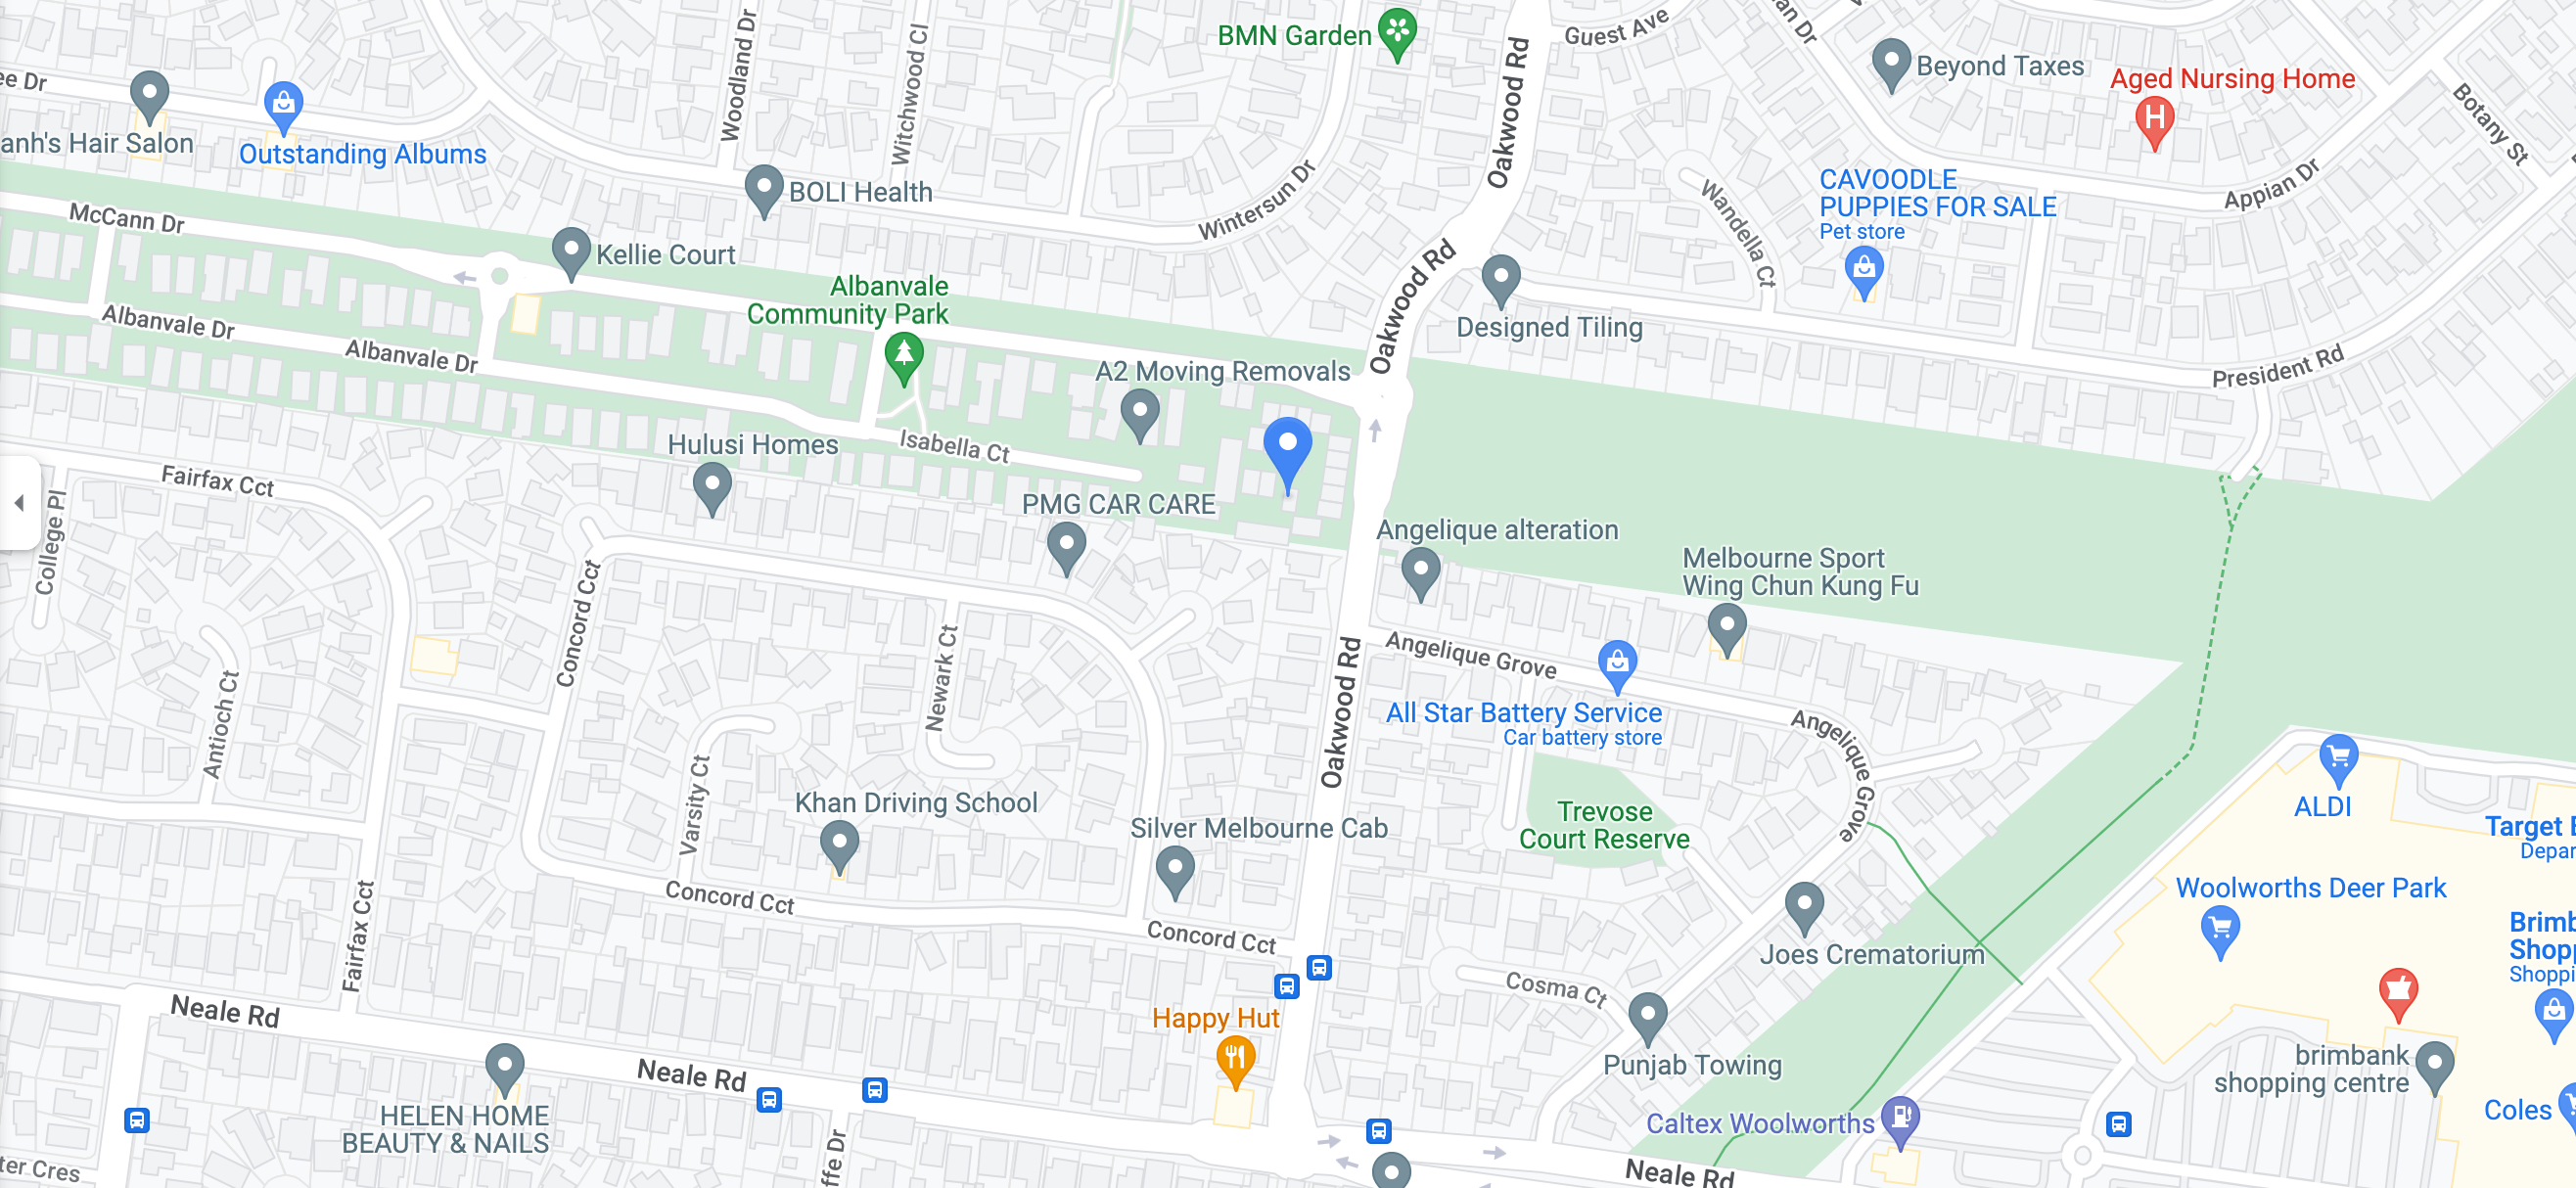 BMN Garden
Guest Ave
an Dr
Beyond Taxes
Aged Nursing Home
Botany St
ee Dr
anh's Hair Salon
Outstanding Albums
Woodland Dr
Witchwood Cl
Oakwood Rd
BOLI Health
Wintersun Dr
Wandella Ct
CAVOODLE
PUPPIES FOR SALE
Pet store
Appian Dr
McCann Dr
Kellie Court
Albanvale
Community Park
Oakwood Rd
Designed Tiling
President Rd
Albanvale Dr
Albanvale Dr
A2 Moving Removals
Hulusi Homes
Isabella Ct
Fairfax Cct
College Pl
PMG CAR CARE
Angelique alteration
Melbourne Sport
Wing Chun Kung Fu
Concord Cct
Newark Ct
Oakwood Rd
Angelique Grove
Antioch Ct
All Star Battery Service
Car battery store
Angelique Grove
Varsity Ct
Khan Driving School
Silver Melbourne Cab
Trevose
Court Reserve
ALDI
Target
Depar
Woolworths Deer Park
Concord Cct
Concord Cct
Fairfax Cct
Joes Crematorium
Brimb
Shopp
Shoppi
Cosma Ct
Neale Rd
Happy Hut
Punjab Towing
brimbank
shopping centre
Neale Rd
HELEN HOME
BEAUTY & NAILS
Caltex Woolworths
Coles
ffe Dr
ter Cres
Neale Rd
H